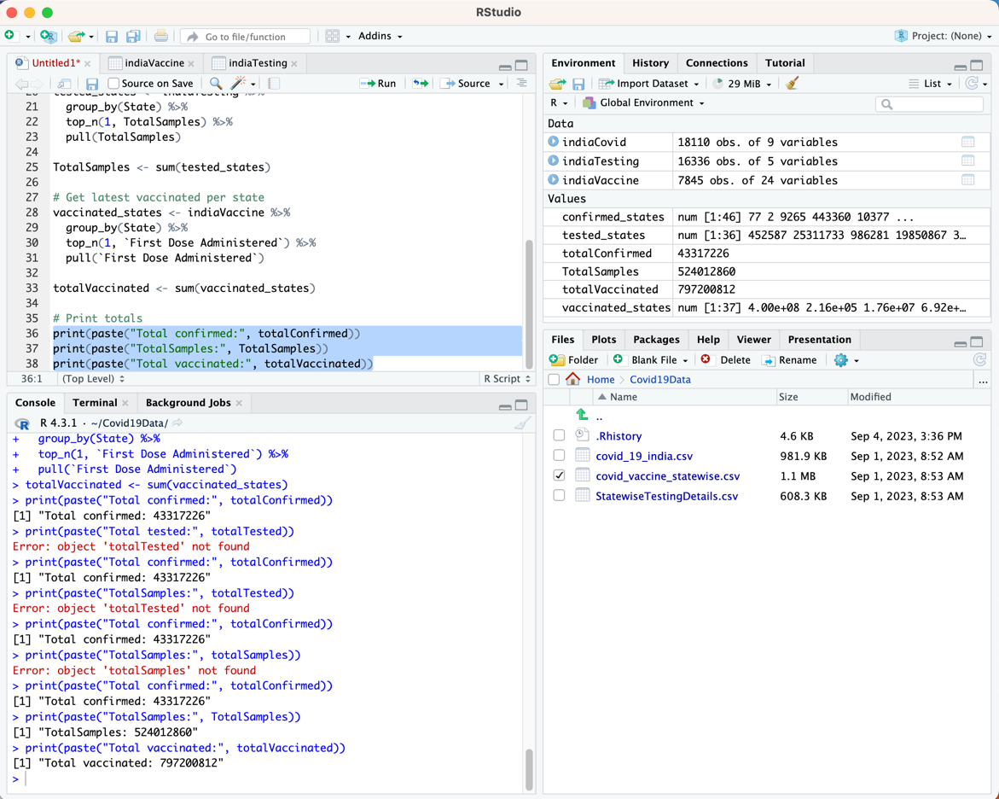 RStudio
Go to file/function
Addins
Project: (None)
Untitled1*
indiaVaccine
indiaTesting
Source on Save
Run
Source
21 group_by(State) %>%
22 top_n(1, TotalSamples) %>%
23 pull(TotalSamples)
24
25 TotalSamples <- sum(tested_states)
26
27 # Get latest vaccinated per state
28 vaccinated_states <- indiaVaccine %>%
29 group_by(State) %>%
30 top_n(1, `First Dose Administered`) %>%
31 pull(`First Dose Administered`)
32
33 totalVaccinated <- sum(vaccinated_states)
34
35 # Print totals
36 print(paste("Total confirmed:", totalConfirmed))
37 print(paste("TotalSamples:", TotalSamples))
38 print(paste("Total vaccinated:", totalVaccinated))
36:1 (Top Level) R Script
Console Terminal Background Jobs
R 4.3.1 · ~/Covid19Data/
+ group_by(State) %>%
+ top_n(1, `First Dose Administered`) %>%
+ pull(`First Dose Administered`)
> totalVaccinated <- sum(vaccinated_states)
> print(paste("Total confirmed:", totalConfirmed))
[1] "Total confirmed: 43317226"
> print(paste("Total tested:", totalTested))
Error: object 'totalTested' not found
> print(paste("Total confirmed:", totalConfirmed))
[1] "Total confirmed: 43317226"
> print(paste("TotalSamples:", totalTested))
Error: object 'totalTested' not found
> print(paste("Total confirmed:", totalConfirmed))
[1] "Total confirmed: 43317226"
> print(paste("TotalSamples:", totalSamples))
Error: object 'totalSamples' not found
> print(paste("Total confirmed:", totalConfirmed))
[1] "Total confirmed: 43317226"
> print(paste("TotalSamples:", TotalSamples))
[1] "TotalSamples: 524012860"
> print(paste("Total vaccinated:", totalVaccinated))
[1] "Total vaccinated: 797200812"
>
Environment History Connections Tutorial
Import Dataset 29 MiB List
R Global Environment
Data
indiaCovid 18110 obs. of 9 variables
indiaTesting 16336 obs. of 5 variables
indiaVaccine 7845 obs. of 24 variables
Values
confirmed_states num [1:46] 77 2 9265 443360 10377 ...
tested_states num [1:36] 452587 25311733 986281 19850867 3…
totalConfirmed 43317226
TotalSamples 524012860
totalVaccinated 797200812
vaccinated_states num [1:37] 4.00e+08 2.16e+05 1.76e+07 6.92e+…
Files Plots Packages Help Viewer Presentation
Folder Blank File Delete Rename
Home Covid19Data ...
Name Size Modified
..
.Rhistory 4.6 KB Sep 4, 2023, 3:36 PM
covid_19_india.csv 981.9 KB Sep 1, 2023, 8:52 AM
covid_vaccine_statewise.csv 1.1 MB Sep 1, 2023, 8:53 AM
StatewiseTestingDetails.csv 608.3 KB Sep 1, 2023, 8:53 AM